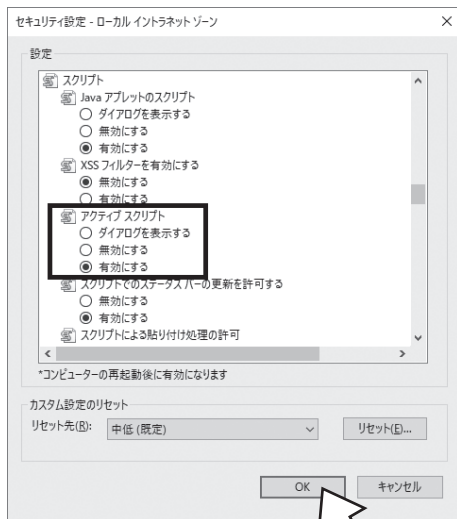 セキュリティ設定 - ローカル イントラネット ゾーン
設定
スクリプト
Java アプレットのスクリプト
ダイアログを表示する
無効にする
有効にする
XSS フィルターを有効にする
無効にする
有効にする
アクティブ スクリプト
ダイアログを表示する
無効にする
有効にする
スクリプトでのステータス バーの更新を許可する
無効にする
有効にする
スクリプトによる貼り付け処理の許可
*コンピューターの再起動後に有効になります
カスタム設定のリセット
リセット先(R): 中低 (既定) リセット(E)...
OK キャンセル